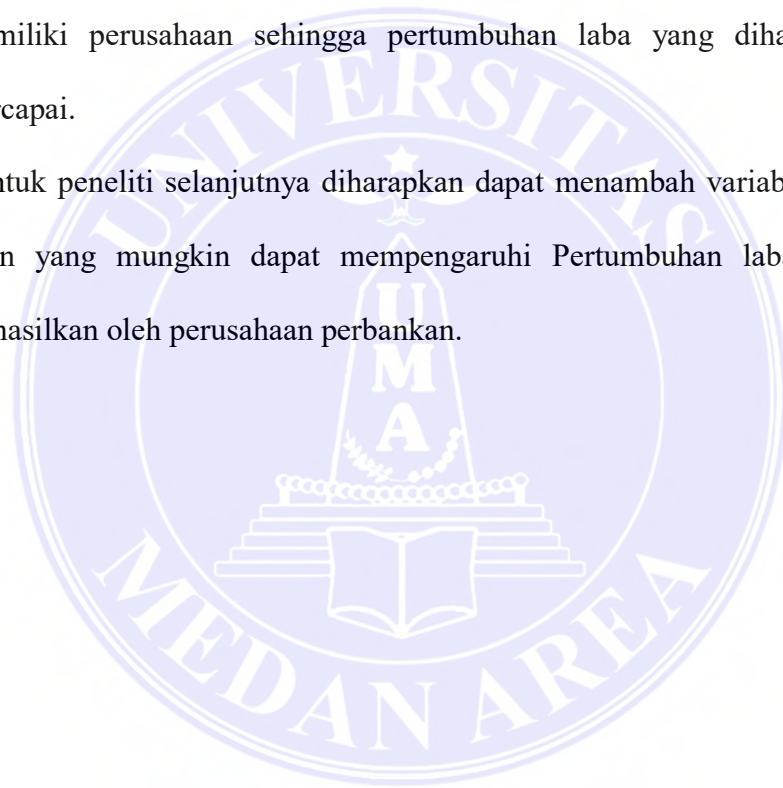 miliki perusahaan sehingga pertumbuhan laba yang diha
rcapai.
ntuk peneliti selanjutnya diharapkan dapat menambah variab
n yang mungkin dapat mempengaruhi Pertumbuhan lab
hasilkan oleh perusahaan perbankan.
UNIVERSITAS
UMA
MEDAN AREA